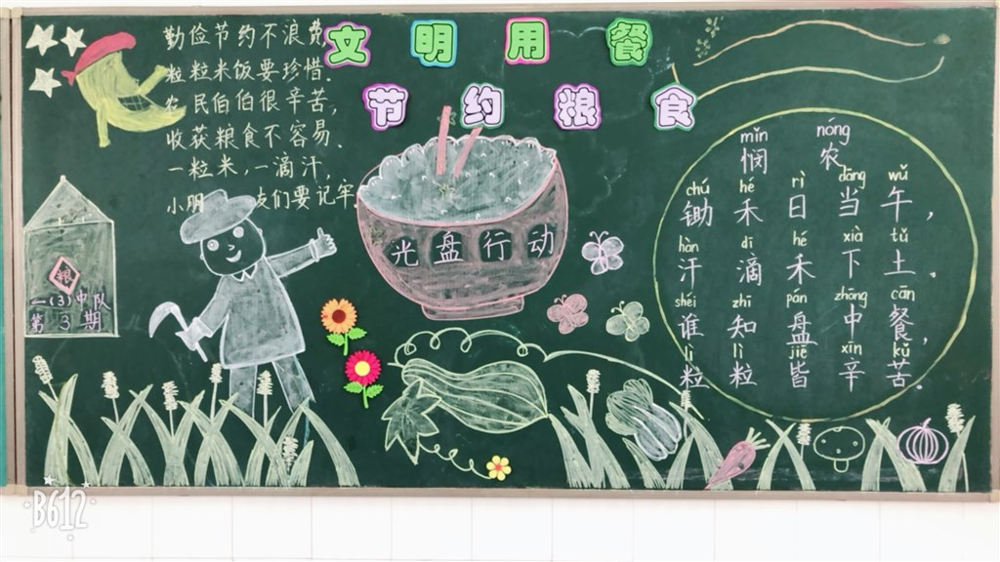 文明用餐
节约粮食
勤俭节约不浪费,
粒粒米饭要珍惜.
农民伯伯很辛苦,
收获粮食不容易.
一粒米,一滴汗,
小朋友们要记牢.
光盘行动
粮
一(3)中队
第3期
mǐn nóng
悯农
chú hé rì dāng wǔ
锄禾日当午,
hàn dī hé xià tǔ
汗滴禾下土.
shéi zhī pán zhōng cān
谁知盘中餐,
lì lì jiē xīn kǔ
粒粒皆辛苦.
B612